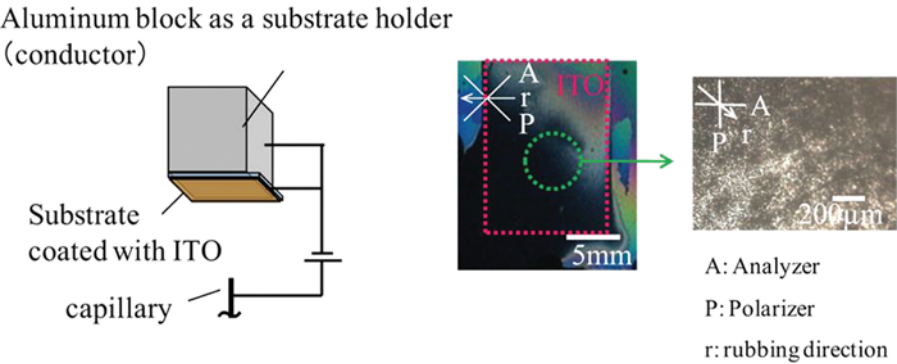 Aluminum block as a substrate holder
(conductor)
Substrate
coated with ITO
capillary
ITO
A
r
P
5mm
A
P
r
200μm
A: Analyzer
P: Polarizer
r: rubbing direction